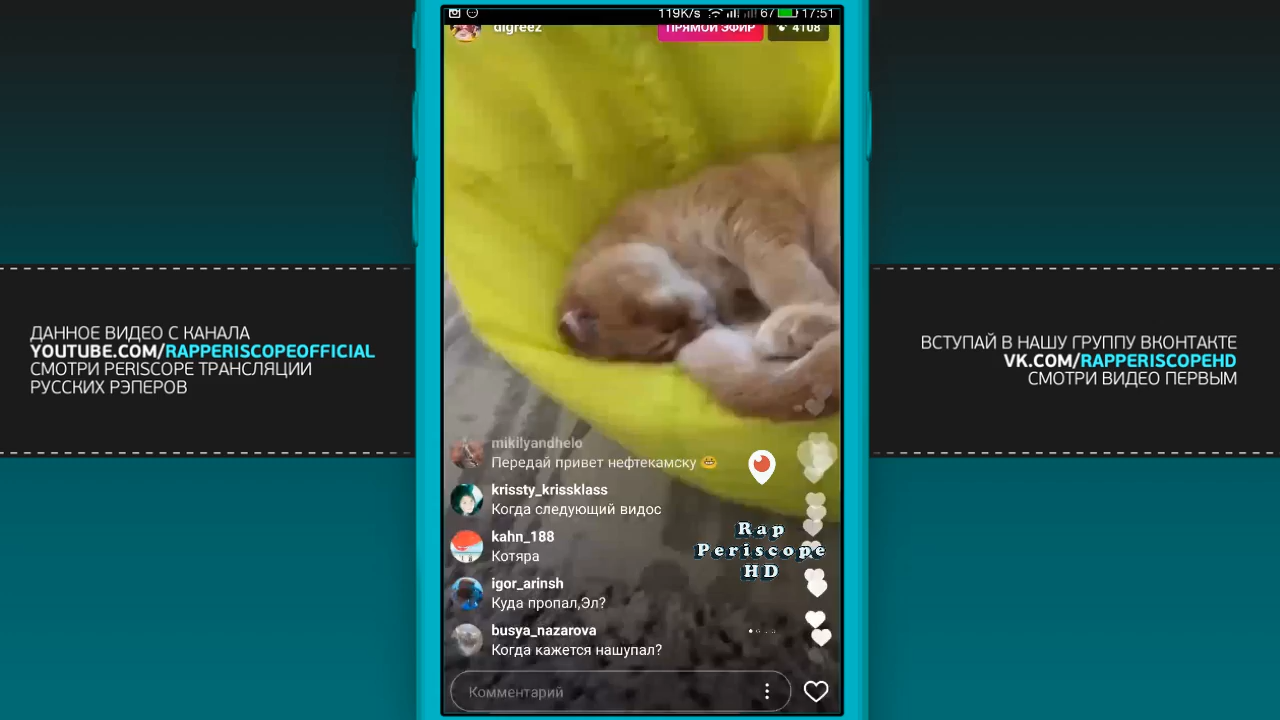 119K/s 67 17:51
digreez ПРЯМОЙ ЭФИР 4108
ДАННОЕ ВИДЕО С КАНАЛА
YOUTUBE.COM/RAPPERISCOPEOFFICIAL
СМОТРИ PERISCOPE ТРАНСЛЯЦИИ
РУССКИХ РЭПЕРОВ
ВСТУПАЙ В НАШУ ГРУППУ ВКОНТАКТЕ
VK.COM/RAPPERISCOPEHD
СМОТРИ ВИДЕО ПЕРВЫМ
mikilyandhelo
Передай привет нефтекамску
krissty_krissklass
Когда следующий видос
kahn_188
Котяра
igor_arinsh
Куда пропал,Эл?
busya_nazarova
Когда кажется нашупал?
Rap
Periscope
HD
Комментарий